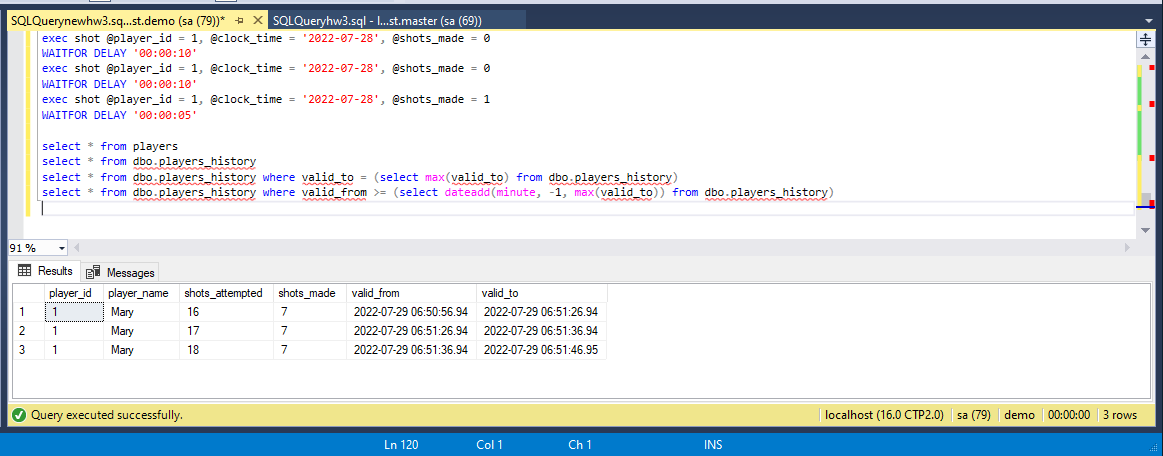 SQLQuerynewhw3.sq...st.demo (sa (79))* SQLQueryhw3.sql - l...st.master (sa (69))
exec shot @player_id = 1, @clock_time = '2022-07-28', @shots_made = 0
WAITFOR DELAY '00:00:10'
exec shot @player_id = 1, @clock_time = '2022-07-28', @shots_made = 0
WAITFOR DELAY '00:00:10'
exec shot @player_id = 1, @clock_time = '2022-07-28', @shots_made = 1
WAITFOR DELAY '00:00:05'
select * from players
select * from dbo.players_history
select * from dbo.players_history where valid_to = (select max(valid_to) from dbo.players_history)
select * from dbo.players_history where valid_from >= (select dateadd(minute, -1, max(valid_to)) from dbo.players_history)
91 %
Results Messages
player_id player_name shots_attempted shots_made valid_from valid_to
1 1 Mary 16 7 2022-07-29 06:50:56.94 2022-07-29 06:51:26.94
2 1 Mary 17 7 2022-07-29 06:51:26.94 2022-07-29 06:51:36.94
3 1 Mary 18 7 2022-07-29 06:51:36.94 2022-07-29 06:51:46.95
Query executed successfully. localhost (16.0 CTP2.0) sa (79) demo 00:00:00 3 rows
Ln 120 Col 1 Ch 1 INS